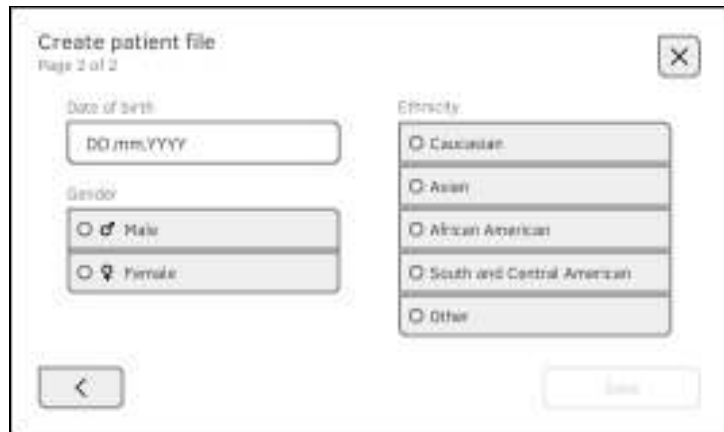 Create patient file
Page 2 of 2
Date of birth
DD.mm.YYYY
Gender
Male
Female
Ethnicity
Caucasian
Asian
African American
South and Central American
Other
Save